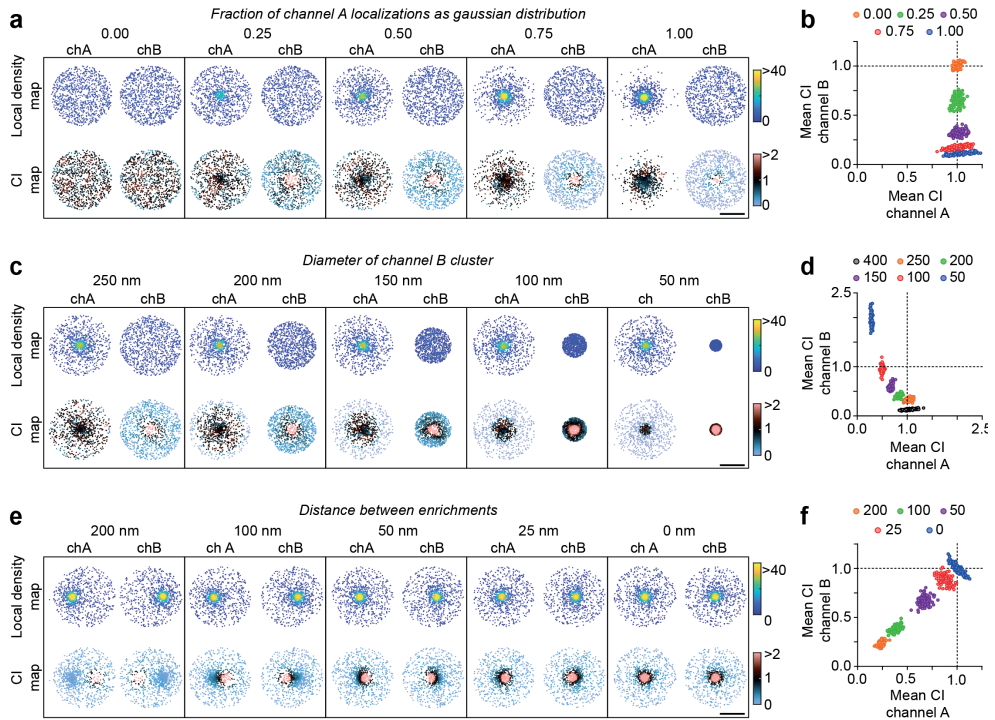 a
Fraction of channel A localizations as gaussian distribution
0.00 0.25 0.50 0.75 1.00
chA chB chA chB chA chB chA chB chA chB
Local density
map
>40
0
CI
map
>2
1
0
b
0.00 0.25 0.50
0.75 1.00
Mean CI
channel B
1.0
0.5
0.0
0.0 0.5 1.0
Mean CI
channel A
c
Diameter of channel B cluster
250 nm 200 nm 150 nm 100 nm 50 nm
chA chB chA chB chA chB chA chB ch chB
Local density
map
>40
0
CI
map
>2
1
0
d
400 250 200
150 100 50
Mean CI
channel B
2.5
1.0
0.0
0.0 1.0 2.5
Mean CI
channel A
e
Distance between enrichments
200 nm 100 nm 50 nm 25 nm 0 nm
chA chB ch A chB chA chB chA chB ch A chB
Local density
map
>40
0
CI
map
>2
1
0
f
200 100 50
25 0
Mean CI
channel B
1.0
0.5
0.0
0.0 0.5 1.0
Mean CI
channel A